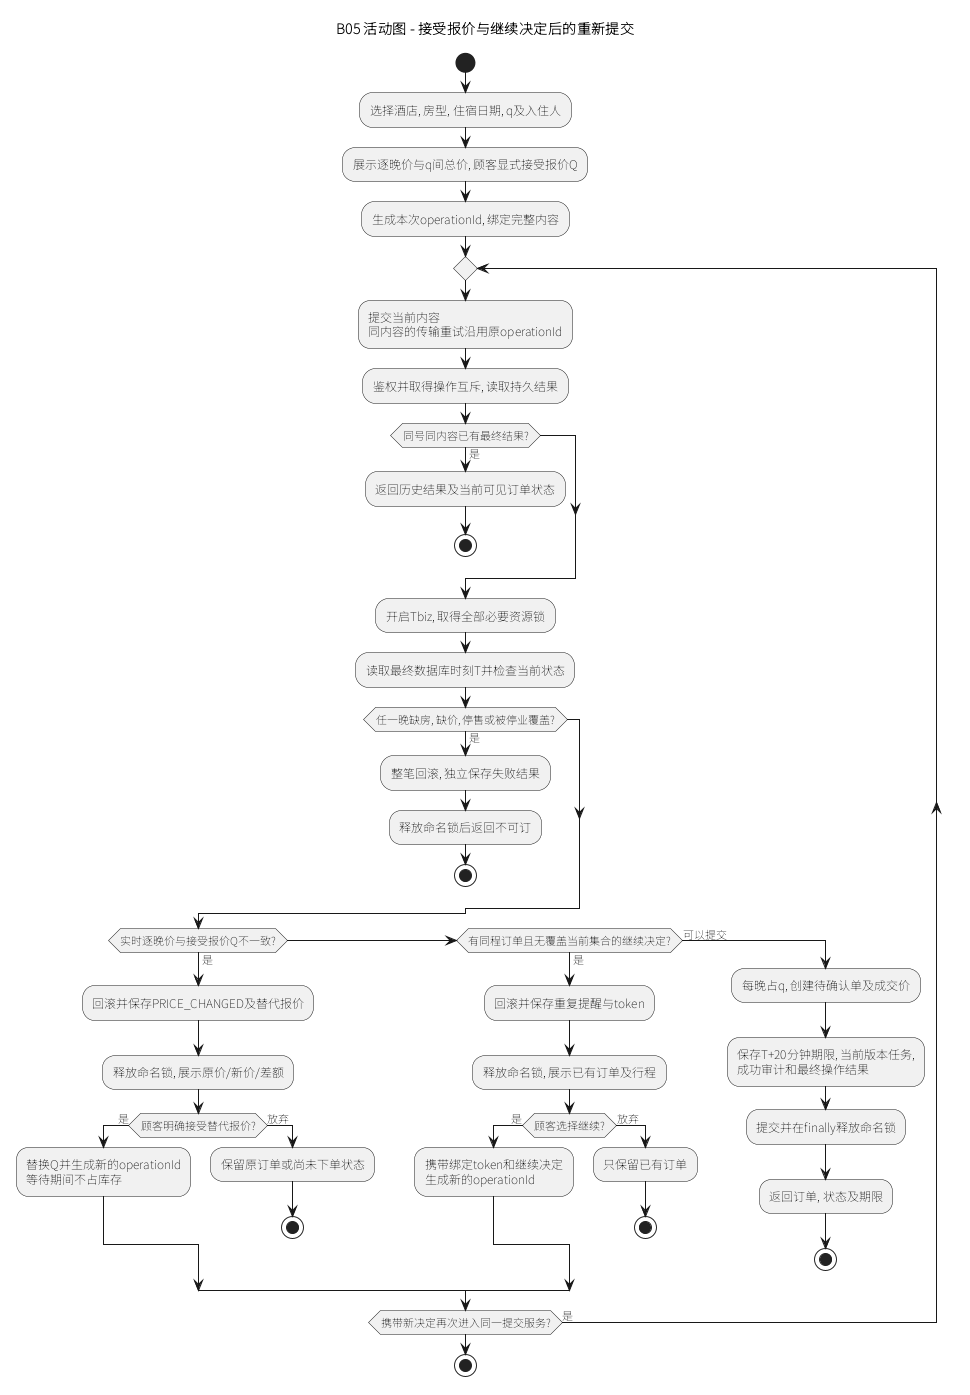 B05 活动图 - 接受报价与继续决定后的重新提交
选择酒店, 房型, 住宿日期, q及入住人
展示逐晚价与q间总价, 顾客显式接受报价Q
生成本次operationId, 绑定完整内容
提交当前内容
同内容的传输重试沿用原operationId
鉴权并取得操作互斥, 读取持久结果
同号同内容已有最终结果?
是
返回历史结果及当前可见订单状态
开启Tbiz, 取得全部必要资源锁
读取最终数据库时刻T并检查当前状态
任一晚缺房, 缺价, 停售或被停业覆盖?
是
整笔回滚, 独立保存失败结果
释放命名锁后返回不可订
实时逐晚价与接受报价Q不一致?
是
回滚并保存PRICE_CHANGED及替代报价
释放命名锁, 展示原价/新价/差额
顾客明确接受替代报价?
是
放弃
替换Q并生成新的operationId
等待期间不占库存
保留原订单或尚未下单状态
有同程订单且无覆盖当前集合的继续决定?
是
可以提交
回滚并保存重复提醒与token
释放命名锁, 展示已有订单及行程
顾客选择继续?
是
放弃
携带绑定token和继续决定
生成新的operationId
只保留已有订单
每晚占q, 创建待确认单及成交价
保存T+20分钟期限, 当前版本任务,
成功审计和最终操作结果
提交并在finally释放命名锁
返回订单, 状态及期限
携带新决定再次进入同一提交服务?
是